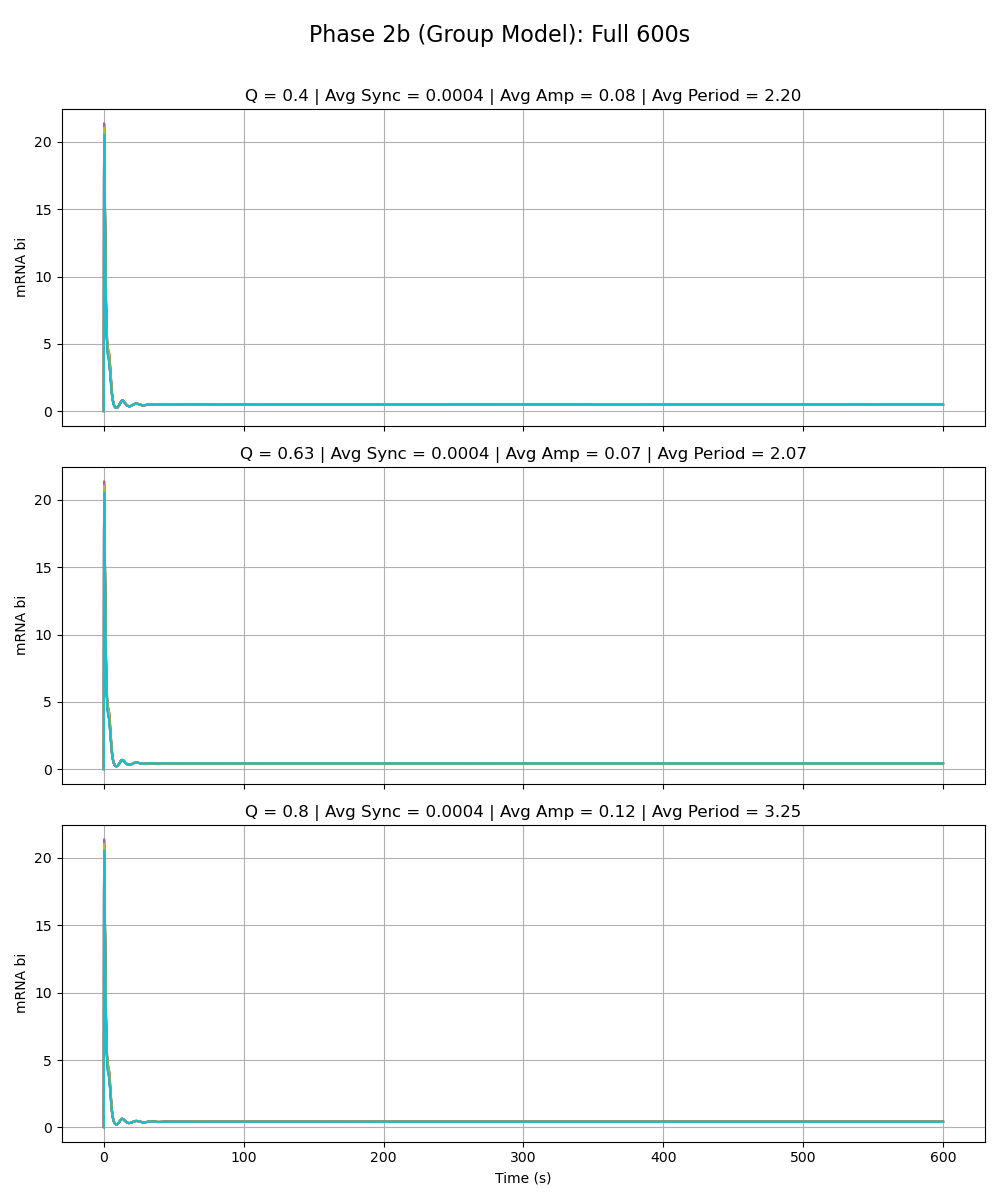 Phase 2b (Group Model): Full 600s
Q = 0.4 | Avg Sync = 0.0004 | Avg Amp = 0.08 | Avg Period = 2.20
20
15
10
5
0
mRNA bi
Q = 0.63 | Avg Sync = 0.0004 | Avg Amp = 0.07 | Avg Period = 2.07
20
15
10
5
0
mRNA bi
Q = 0.8 | Avg Sync = 0.0004 | Avg Amp = 0.12 | Avg Period = 3.25
20
15
10
5
0
mRNA bi
0 100 200 300 400 500 600
Time (s)